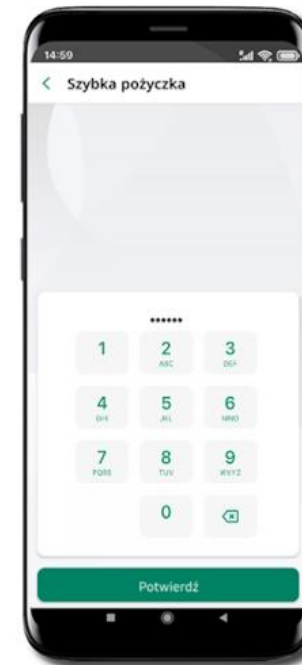 14:59
Szybka pożyczka
••••••
1 2 3
ABC DEF
4 5 6
GHI JKL MNO
7 8 9
PQRS TUV WXYZ
0
Potwierdź